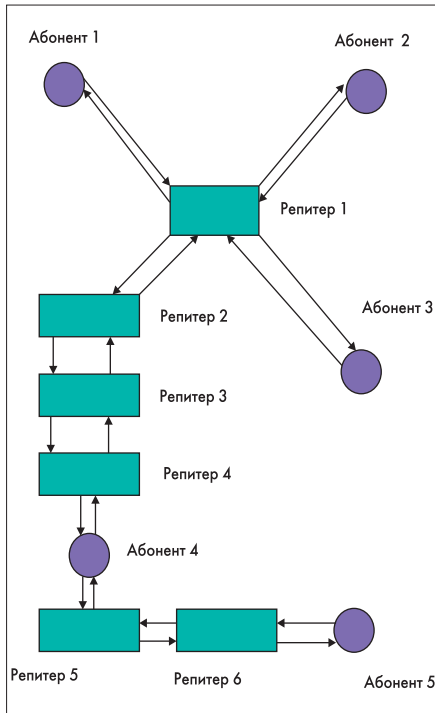 Абонент 1
Абонент 2
Репитер 1
Абонент 3
Репитер 2
Репитер 3
Репитер 4
Абонент 4
Репитер 5
Репитер 6
Абонент 5